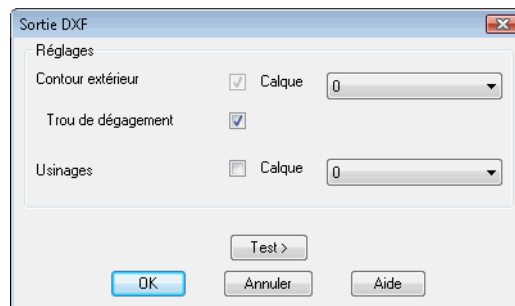 Sortie DXF
Réglages
Contour extérieur Calque 0
Trou de dégagement
Usinages Calque 0
Test >
OK Annuler Aide